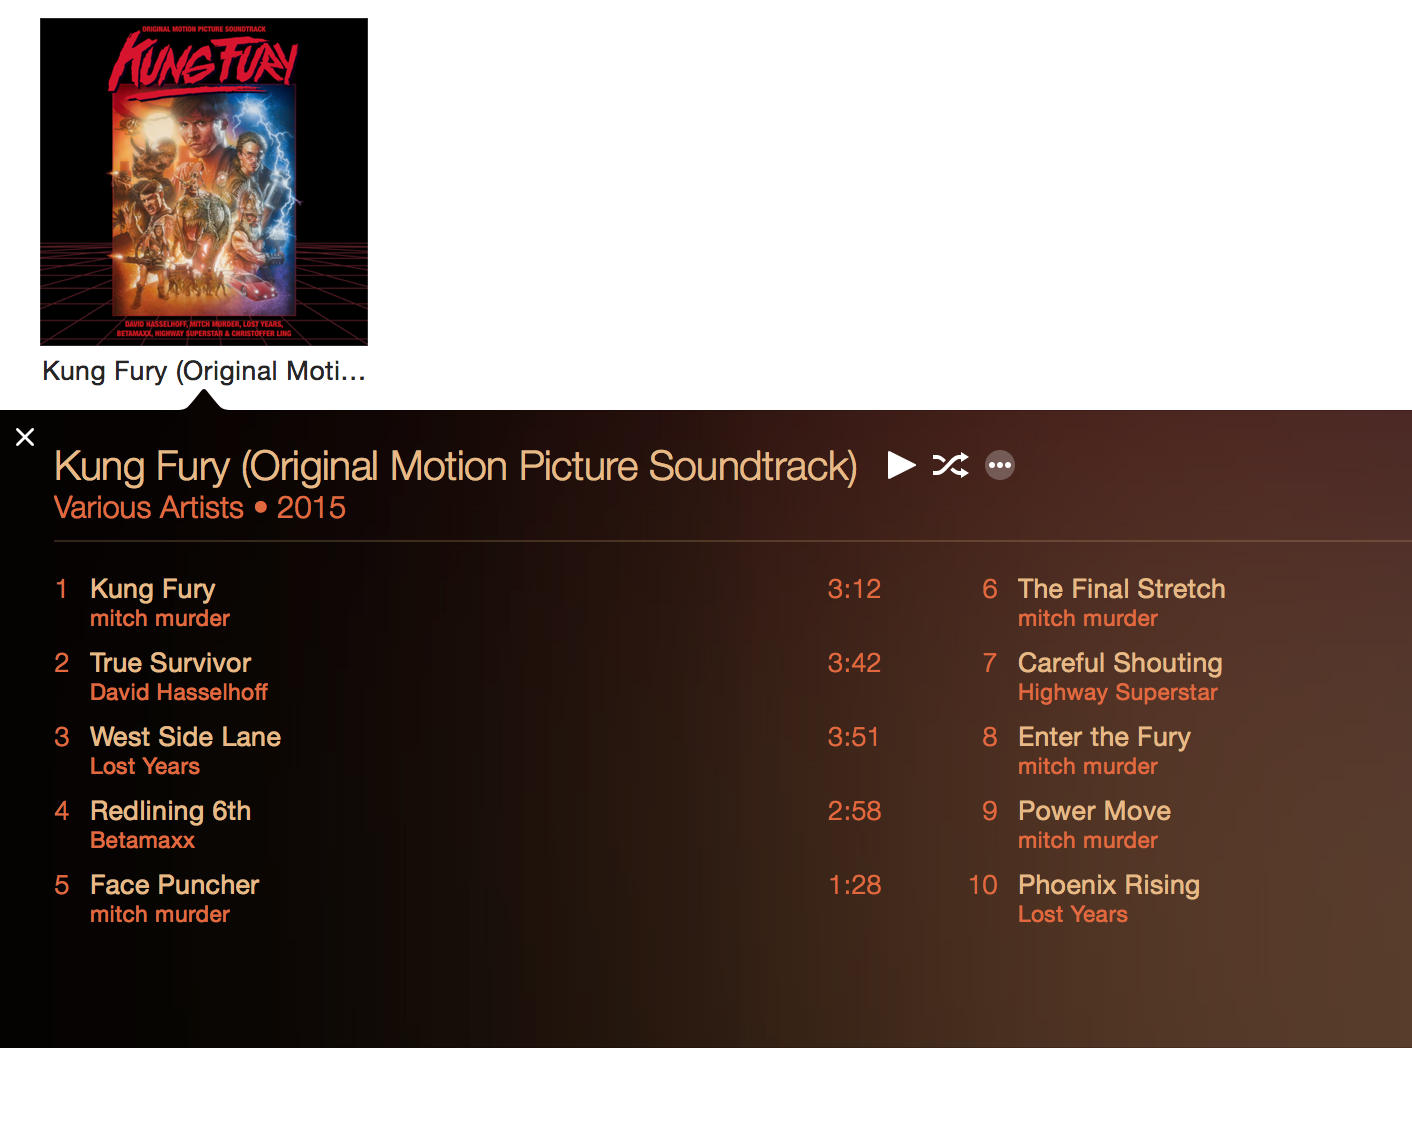 ORIGINAL MOTION PICTURE SOUNDTRACK
KUNG FURY
DAVID HASSELHOFF, MITCH MURDER, LOST YEARS,
BETAMAXX, HIGHWAY SUPERSTAR & CHRISTOFFER LING
Kung Fury (Original Moti...
Kung Fury (Original Motion Picture Soundtrack)
Various Artists • 2015
1 Kung Fury 3:12
mitch murder
2 True Survivor 3:42
David Hasselhoff
3 West Side Lane 3:51
Lost Years
4 Redlining 6th 2:58
Betamaxx
5 Face Puncher 1:28
mitch murder
6 The Final Stretch
mitch murder
7 Careful Shouting
Highway Superstar
8 Enter the Fury
mitch murder
9 Power Move
mitch murder
10 Phoenix Rising
Lost Years